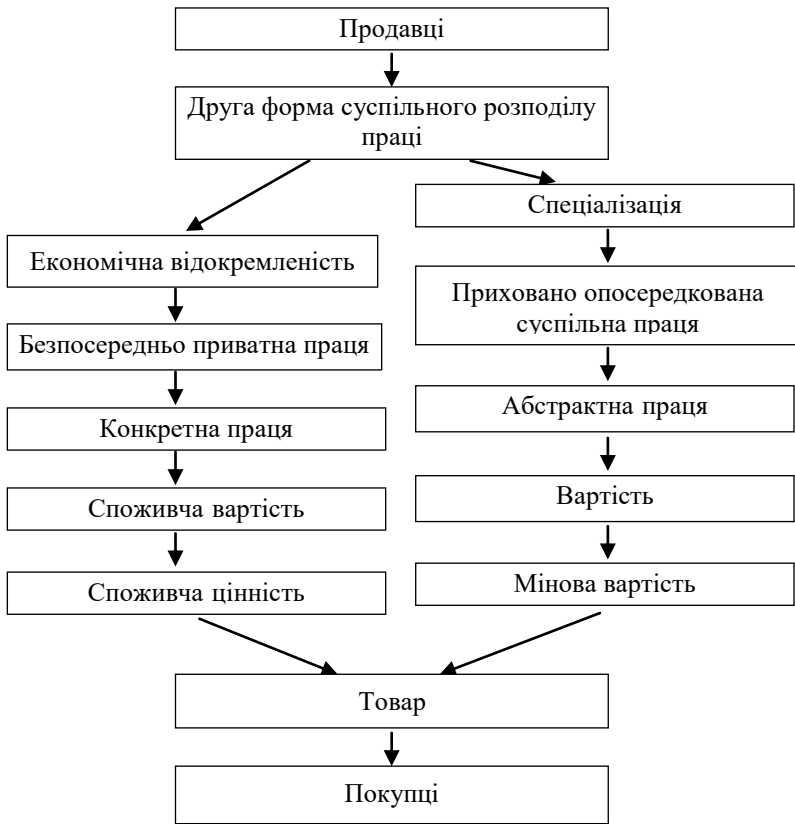 Продавці
Друга форма суспільного розподілу
праці
Економічна відокремленість
Безпосередньо приватна праця
Конкретна праця
Споживча вартість
Споживча цінність
Спеціалізація
Приховано опосередкована
суспільна праця
Абстрактна праця
Вартість
Мінова вартість
Товар
Покупці